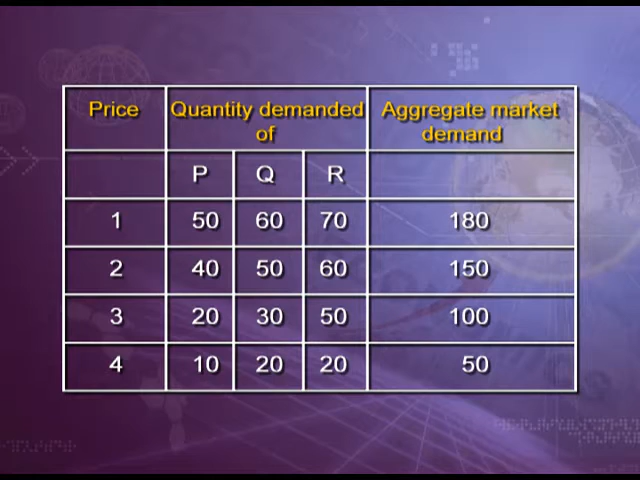 Price Quantity demanded of Aggregate market demand
P Q R
1 50 60 70 180
2 40 50 60 150
3 20 30 50 100
4 10 20 20 50